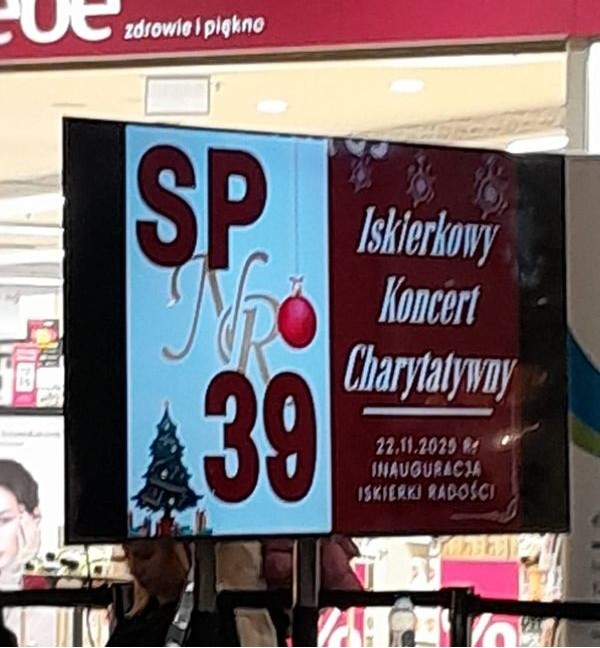 zdrowie i piękno
SP
NR
39
Iskierkowy
Koncert
Charytatywny
22.11.2025 R.
INAUGURACJA
ISKIERKI RADOŚCI